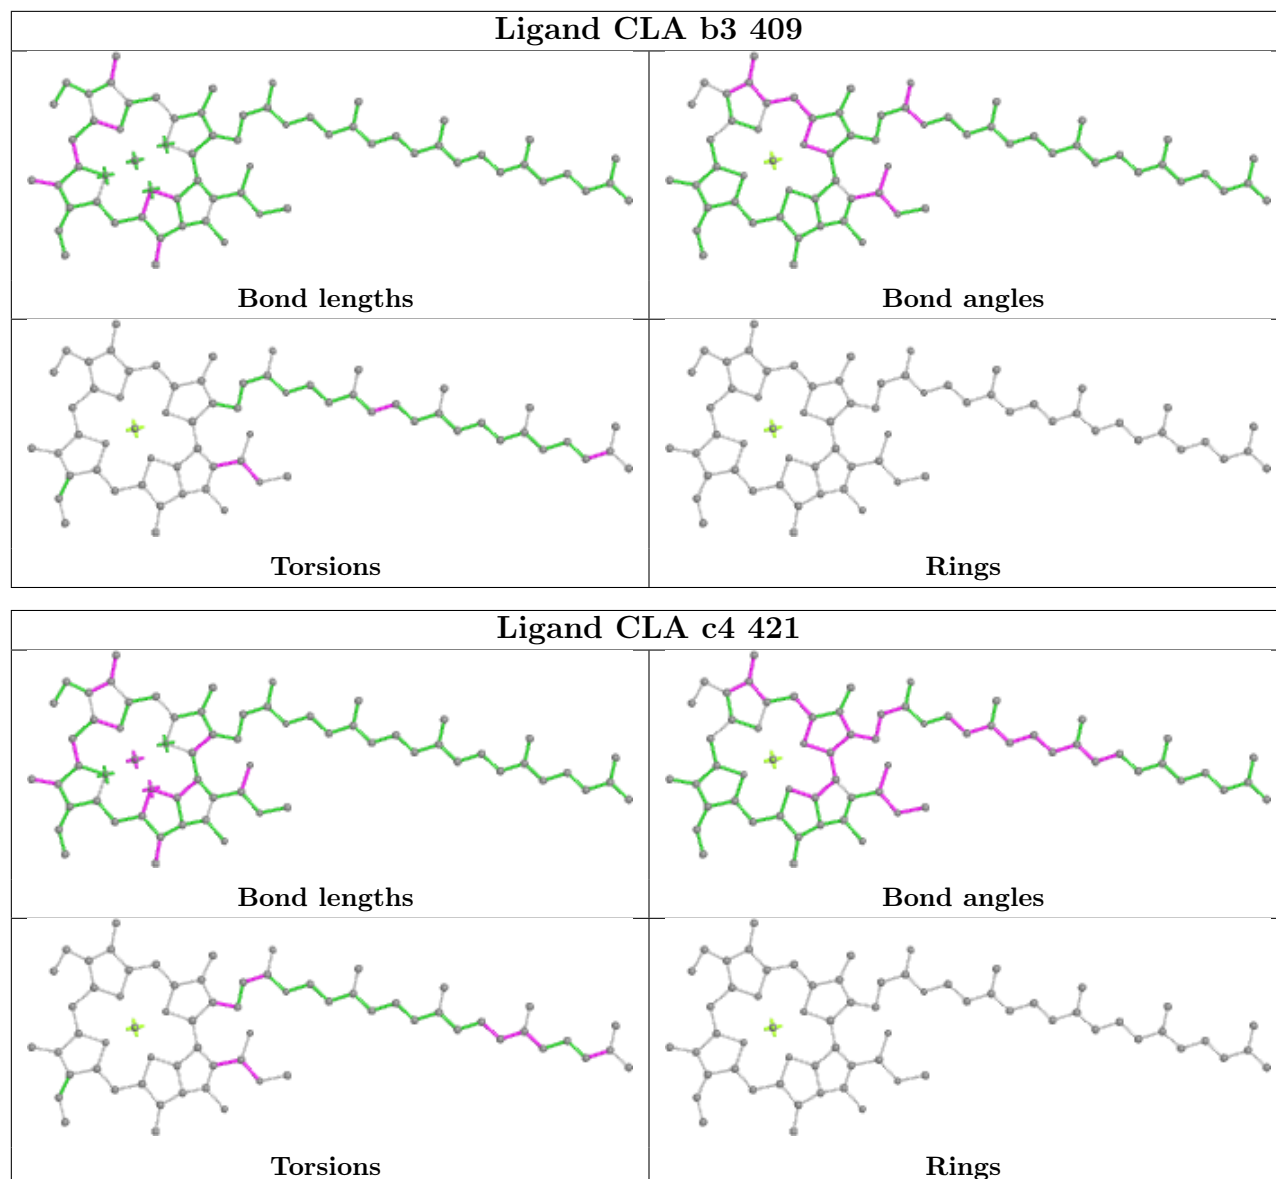 Ligand CLA b3 409
Bond lengths
Bond angles
Torsions
Rings
Ligand CLA c4 421
Bond lengths
Bond angles
Torsions
Rings